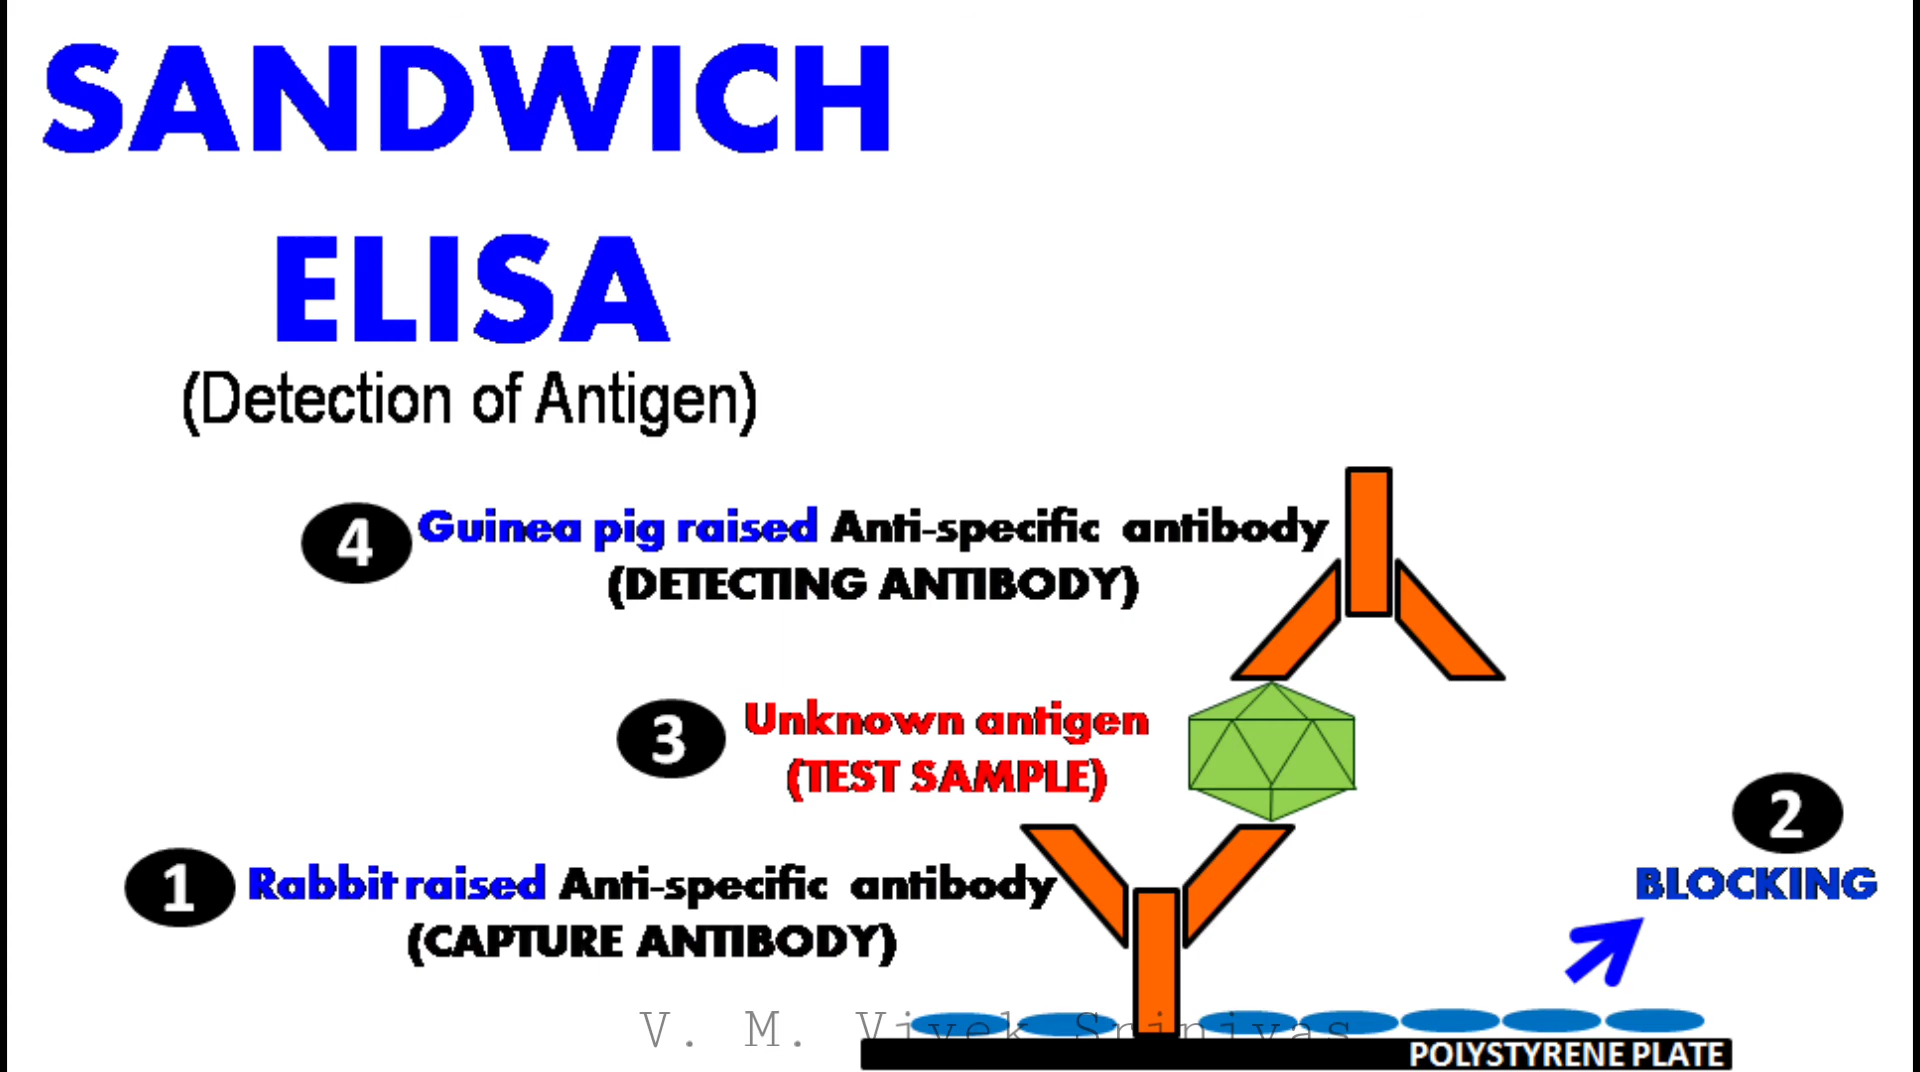 SANDWICH
ELISA
(Detection of Antigen)
4 Guinea pig raised Anti-specific antibody
(DETECTING ANTIBODY)
3 Unknown antigen
(TEST SAMPLE)
2
BLOCKING
1 Rabbit raised Anti-specific antibody
(CAPTURE ANTIBODY)
V. M. Vivek Srinivas
POLYSTYRENE PLATE